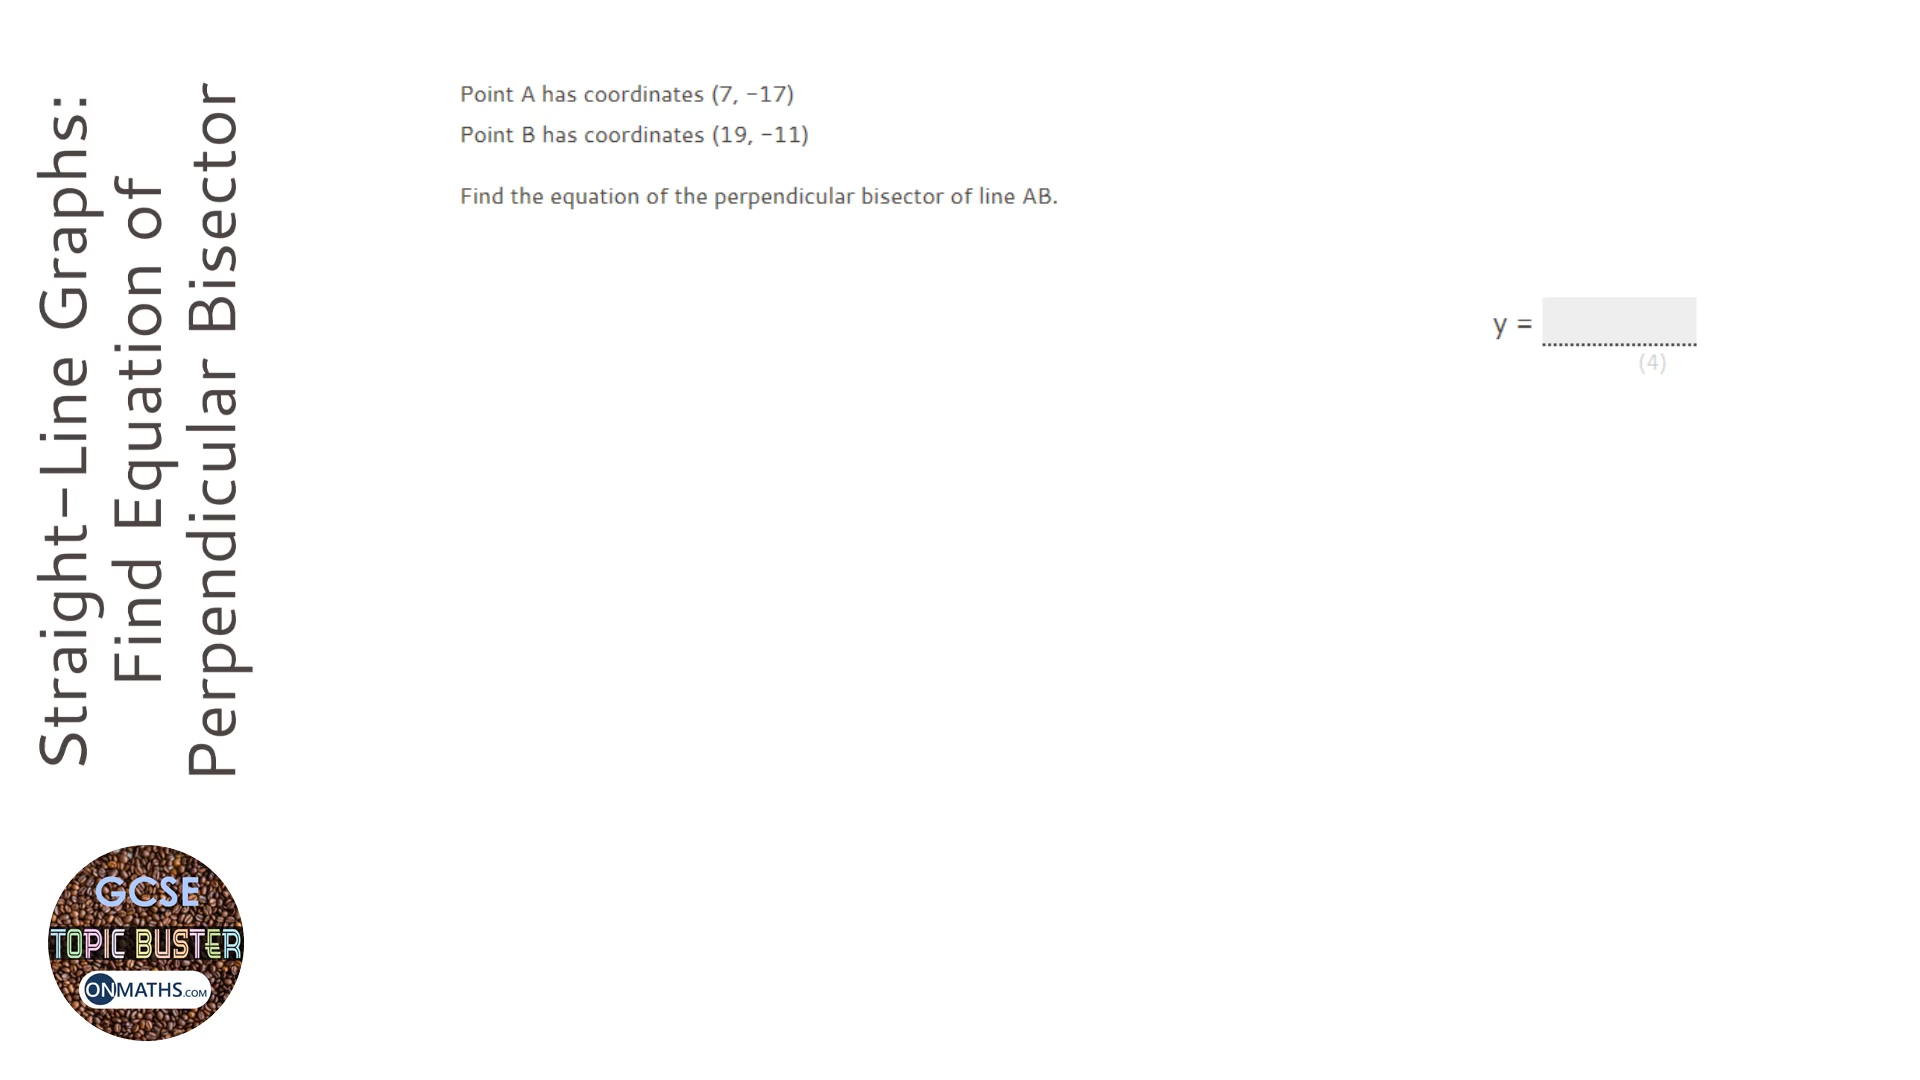 Straight-Line Graphs:
Find Equation of
Perpendicular Bisector
Point A has coordinates (7, −17)
Point B has coordinates (19, −11)
Find the equation of the perpendicular bisector of line AB.
y =
(4)
GCSE
TOPIC BUSTER
ONMATHS.COM